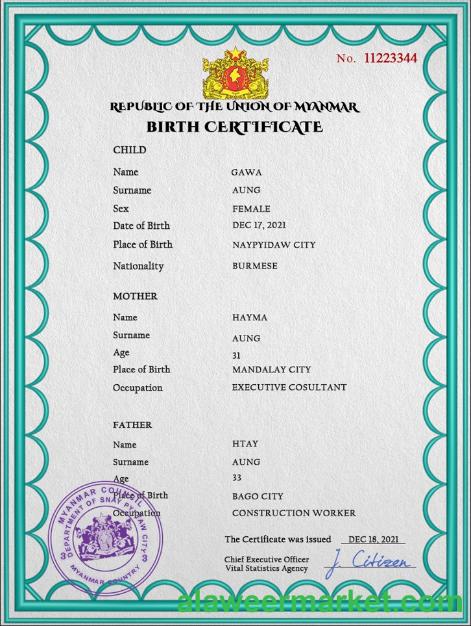 No. 11223344
REPUBLIC OF THE UNION OF MYANMAR
BIRTH CERTIFICATE
CHILD
Name GAWA
Surname AUNG
Sex FEMALE
Date of Birth DEC 17, 2021
Place of Birth NAYPYIDAW CITY
Nationality BURMESE
MOTHER
Name HAYMA
Surname AUNG
Age 31
Place of Birth MANDALAY CITY
Occupation EXECUTIVE COSULTANT
FATHER
Name HTAY
Surname AUNG
Age 33
Place of Birth BAGO CITY
Occupation CONSTRUCTION WORKER
MYANMAR COUNCIL
DEPARTMENT OF
CITY
MYANMAR COUNTRY
The Certificate was issued DEC 18, 2021
Chief Executive Officer
Vital Statistics Agency
J. Citizen
alaweermarket.com